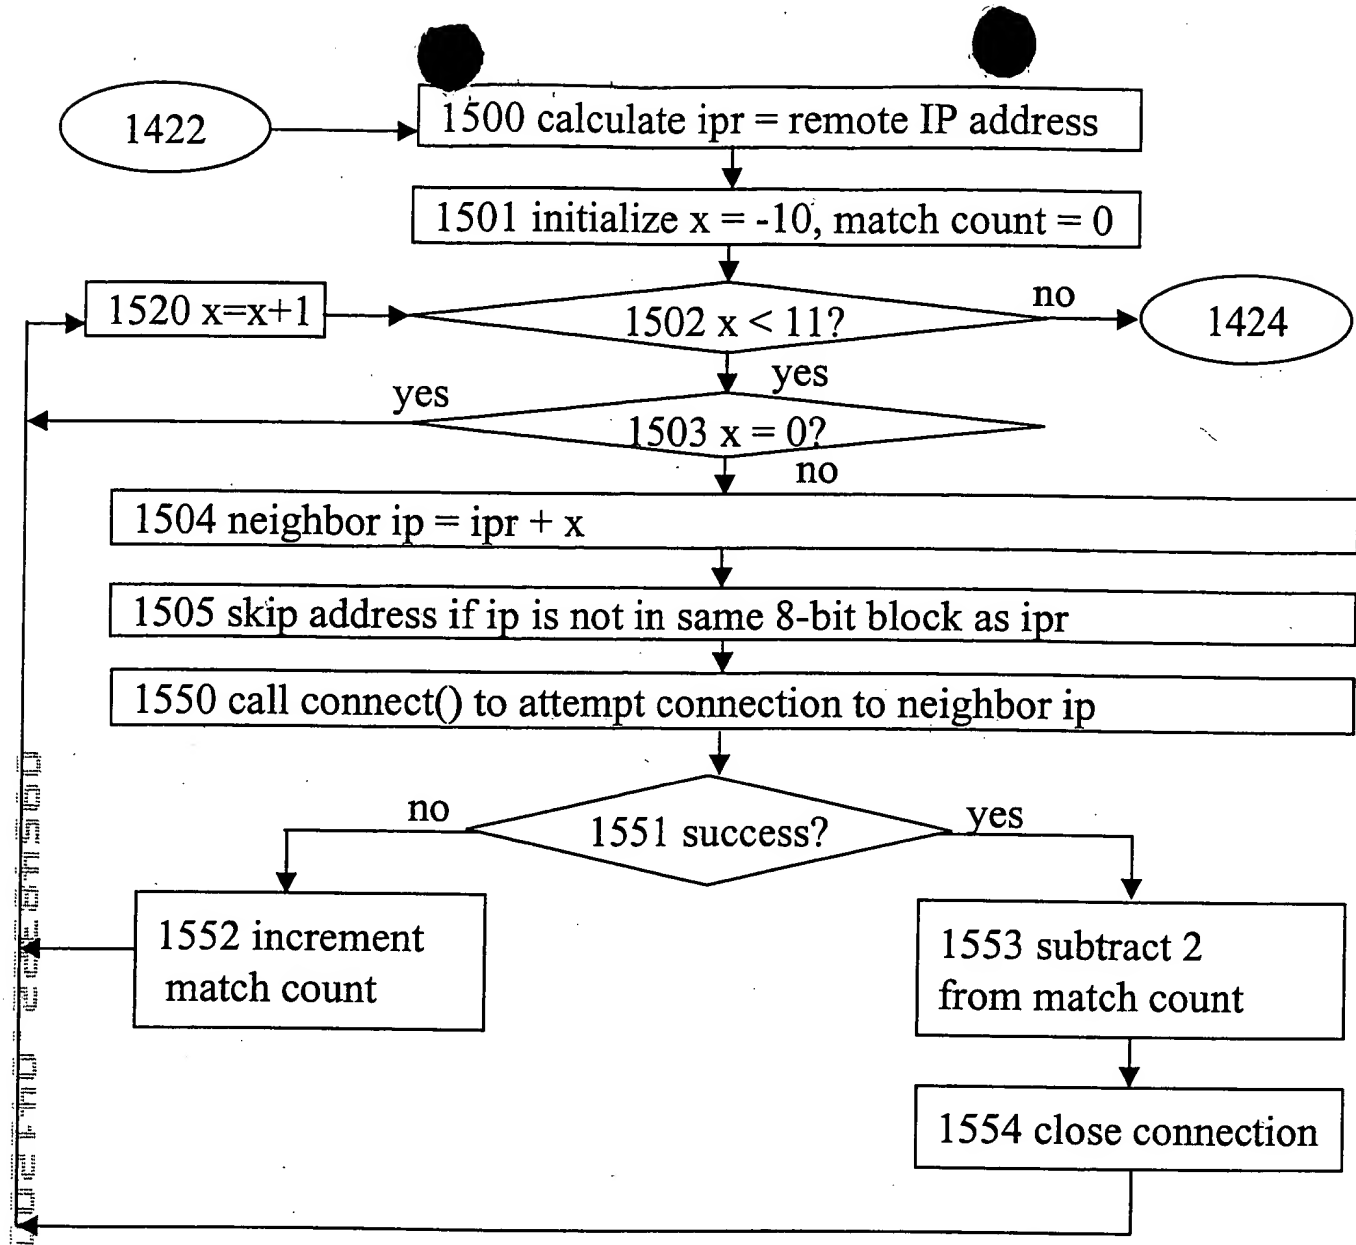 1422
1500 calculate ipr = remote IP address
1501 initialize x = -10, match count = 0
1520 x=x+1
1502 x < 11?
no
1424
yes
yes
1503 x = 0?
no
1504 neighbor ip = ipr + x
1505 skip address if ip is not in same 8-bit block as ipr
1550 call connect() to attempt connection to neighbor ip
no
1551 success?
yes
1552 increment
match count
1553 subtract 2
from match count
1554 close connection